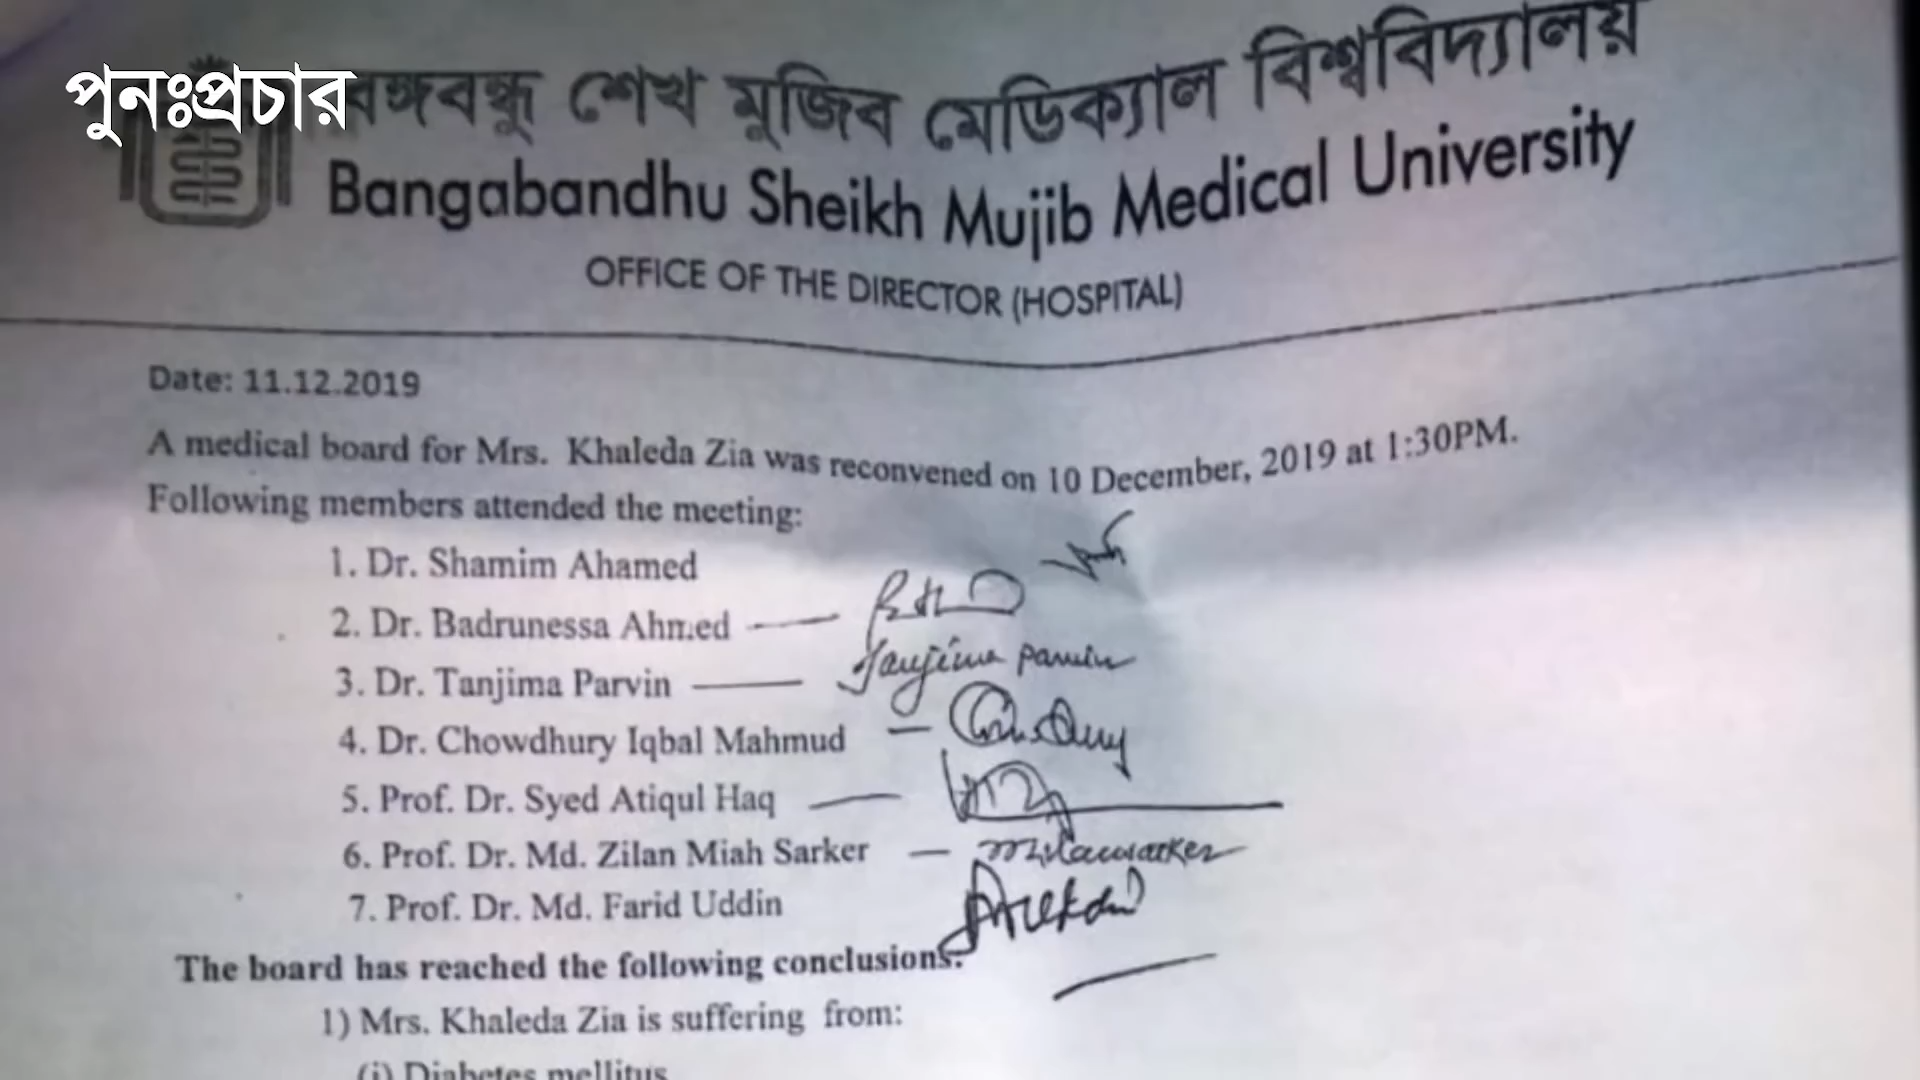 পুনঃপ্রচার
বঙ্গবন্ধু শেখ মুজিব মেডিক্যাল বিশ্ববিদ্যালয়
Bangabandhu Sheikh Mujib Medical University
OFFICE OF THE DIRECTOR (HOSPITAL)
Date: 11.12.2019
A medical board for Mrs. Khaleda Zia was reconvened on 10 December, 2019 at 1:30PM.
Following members attended the meeting:
1. Dr. Shamim Ahamed
2. Dr. Badrunessa Ahmed
3. Dr. Tanjima Parvin — Tanjima Parvin
4. Dr. Chowdhury Iqbal Mahmud —
5. Prof. Dr. Syed Atiqul Haq —
6. Prof. Dr. Md. Zilan Miah Sarker —
7. Prof. Dr. Md. Farid Uddin
The board has reached the following conclusions:
1) Mrs. Khaleda Zia is suffering from:
(i) Diabetes mellitus